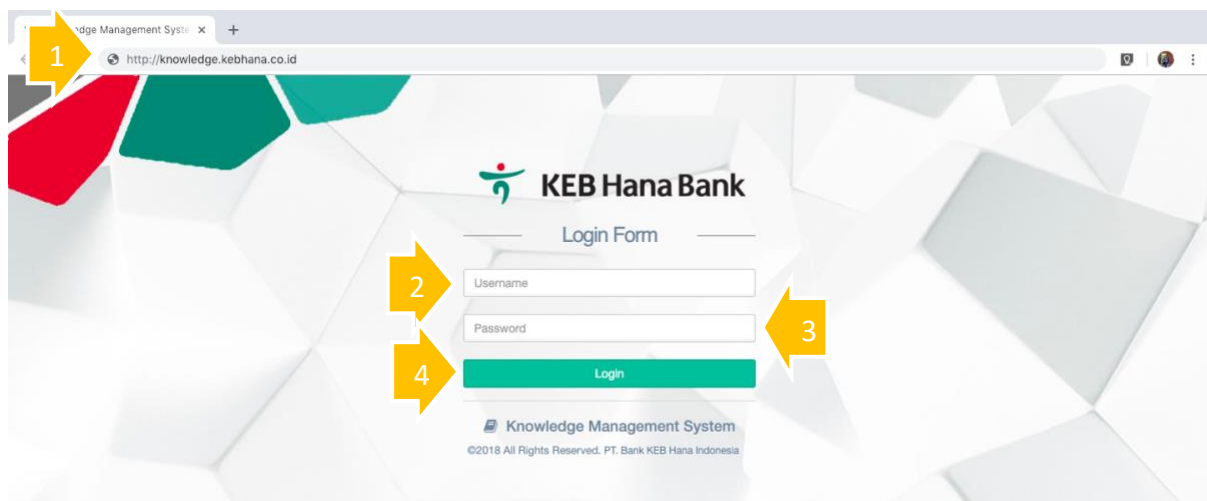 edge Management Syste × +
1
http://knowledge.kebhana.co.id
KEB Hana Bank
Login Form
2
Username
Password
3
4
Login
Knowledge Management System
©2018 All Rights Reserved. PT. Bank KEB Hana Indonesia